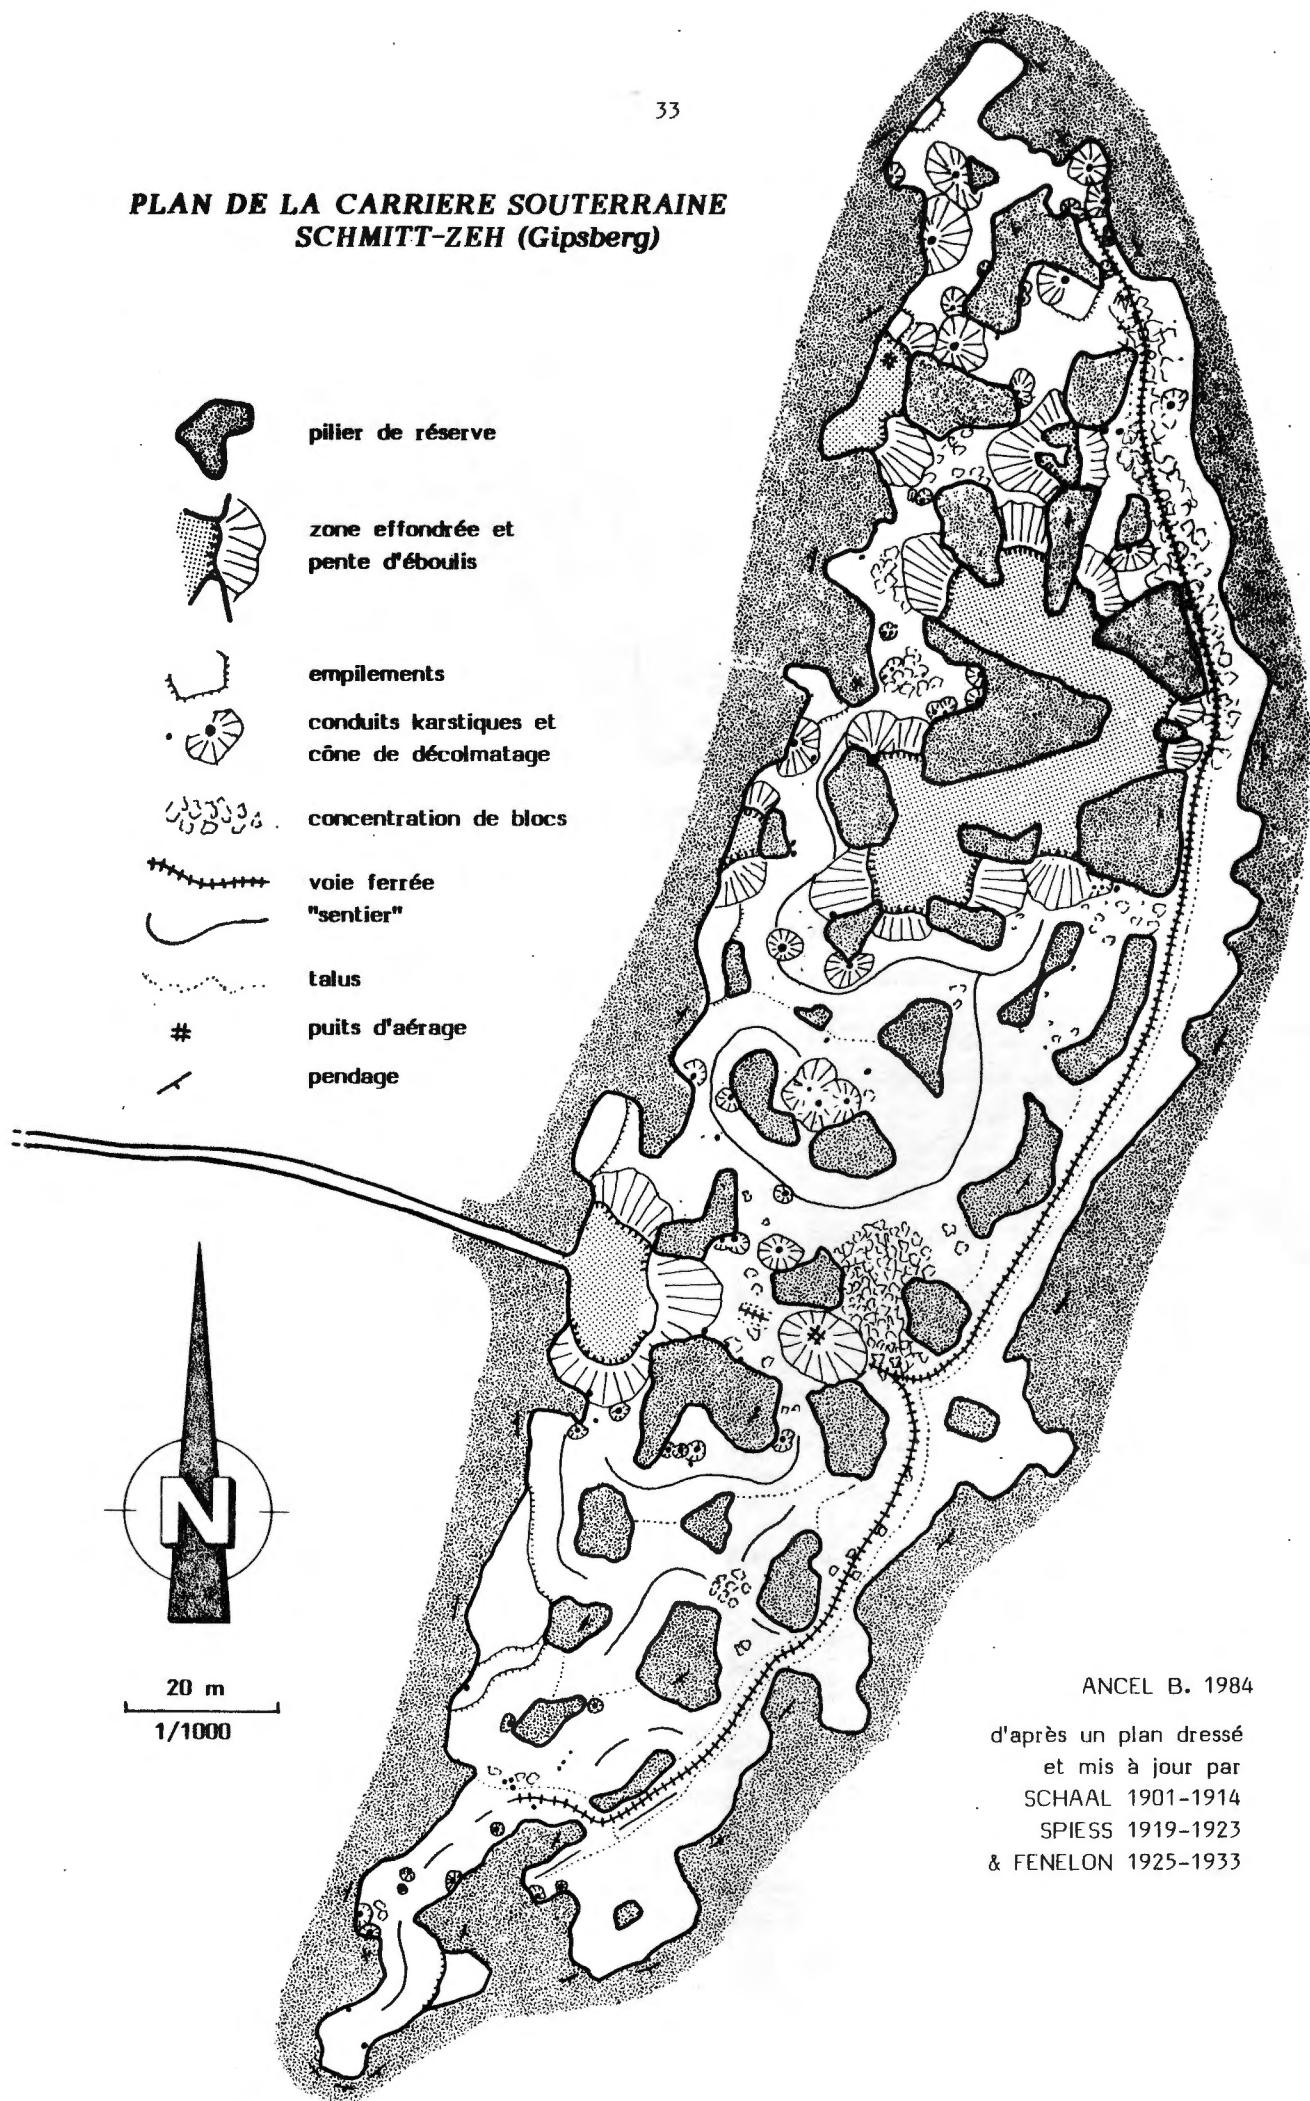 33
PLAN DE LA CARRIERE SOUTERRAINE
SCHMITT-ZEH (Gipsberg)
pilier de réserve
zone effondrée et
pente d'éboulis
empilements
conduits karstiques et
cône de décolmatage
concentration de blocs
voie ferrée
"sentier"
talus
puits d'aérage
pendage
N
20 m
1/1000
ANCEL B. 1984
d'après un plan dressé
et mis à jour par
SCHAAL 1901-1914
SPIESS 1919-1923
& FENELON 1925-1933